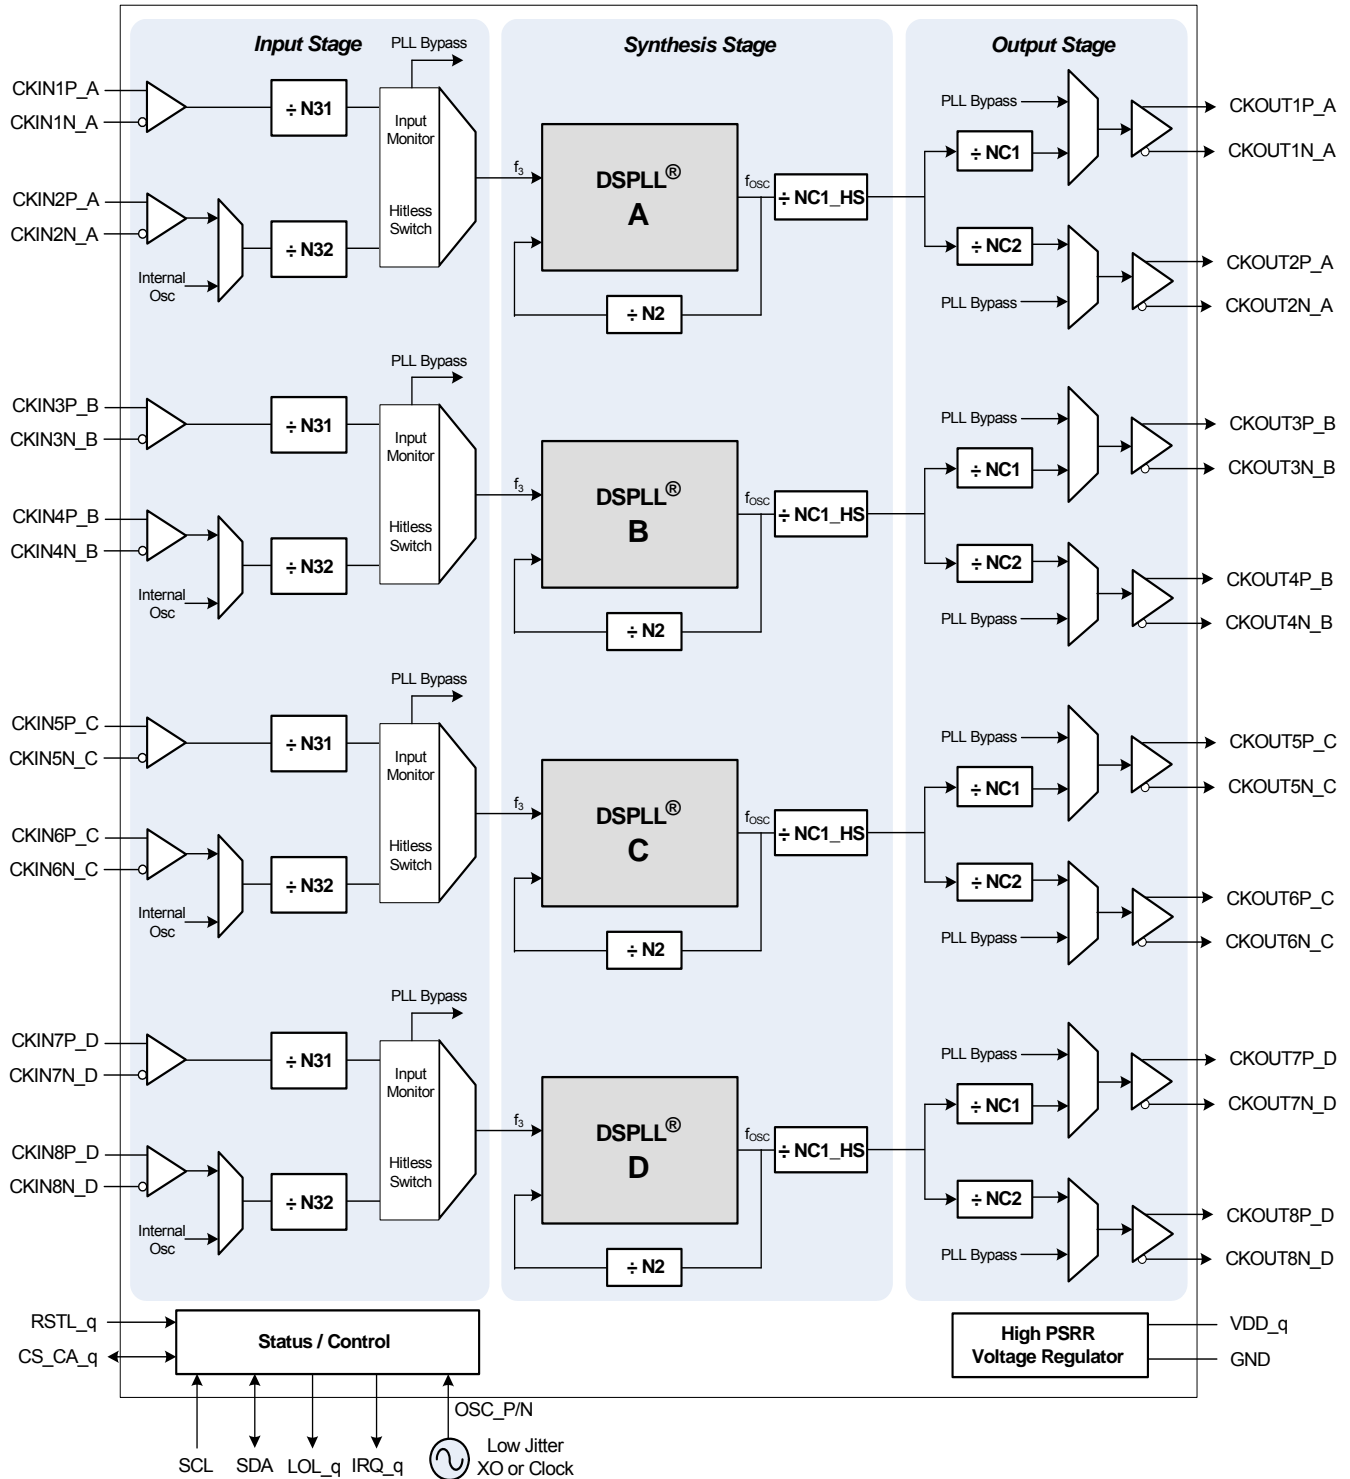 Input Stage
Synthesis Stage
Output Stage
PLL Bypass
CKIN1P_A
CKIN1N_A
÷ N31
Input
Monitor
CKIN2P_A
CKIN2N_A
Internal
Osc
÷ N32
Hitless
Switch
f3
DSPLL®
A
fOSC
÷ NC1_HS
÷ N2
PLL Bypass
÷ NC1
CKOUT1P_A
CKOUT1N_A
÷ NC2
PLL Bypass
CKOUT2P_A
CKOUT2N_A
PLL Bypass
CKIN3P_B
CKIN3N_B
÷ N31
Input
Monitor
CKIN4P_B
CKIN4N_B
Internal
Osc
÷ N32
Hitless
Switch
f3
DSPLL®
B
fOSC
÷ NC1_HS
÷ N2
PLL Bypass
÷ NC1
CKOUT3P_B
CKOUT3N_B
÷ NC2
PLL Bypass
CKOUT4P_B
CKOUT4N_B
PLL Bypass
CKIN5P_C
CKIN5N_C
÷ N31
Input
Monitor
CKIN6P_C
CKIN6N_C
Internal
Osc
÷ N32
Hitless
Switch
f3
DSPLL®
C
fOSC
÷ NC1_HS
÷ N2
PLL Bypass
÷ NC1
CKOUT5P_C
CKOUT5N_C
÷ NC2
PLL Bypass
CKOUT6P_C
CKOUT6N_C
PLL Bypass
CKIN7P_D
CKIN7N_D
÷ N31
Input
Monitor
CKIN8P_D
CKIN8N_D
Internal
Osc
÷ N32
Hitless
Switch
f3
DSPLL®
D
fOSC
÷ NC1_HS
÷ N2
PLL Bypass
÷ NC1
CKOUT7P_D
CKOUT7N_D
÷ NC2
PLL Bypass
CKOUT8P_D
CKOUT8N_D
RSTL_q
CS_CA_q
Status / Control
High PSRR
Voltage Regulator
VDD_q
GND
SCL
SDA
LOL_q
IRQ_q
OSC_P/N
Low Jitter
XO or Clock